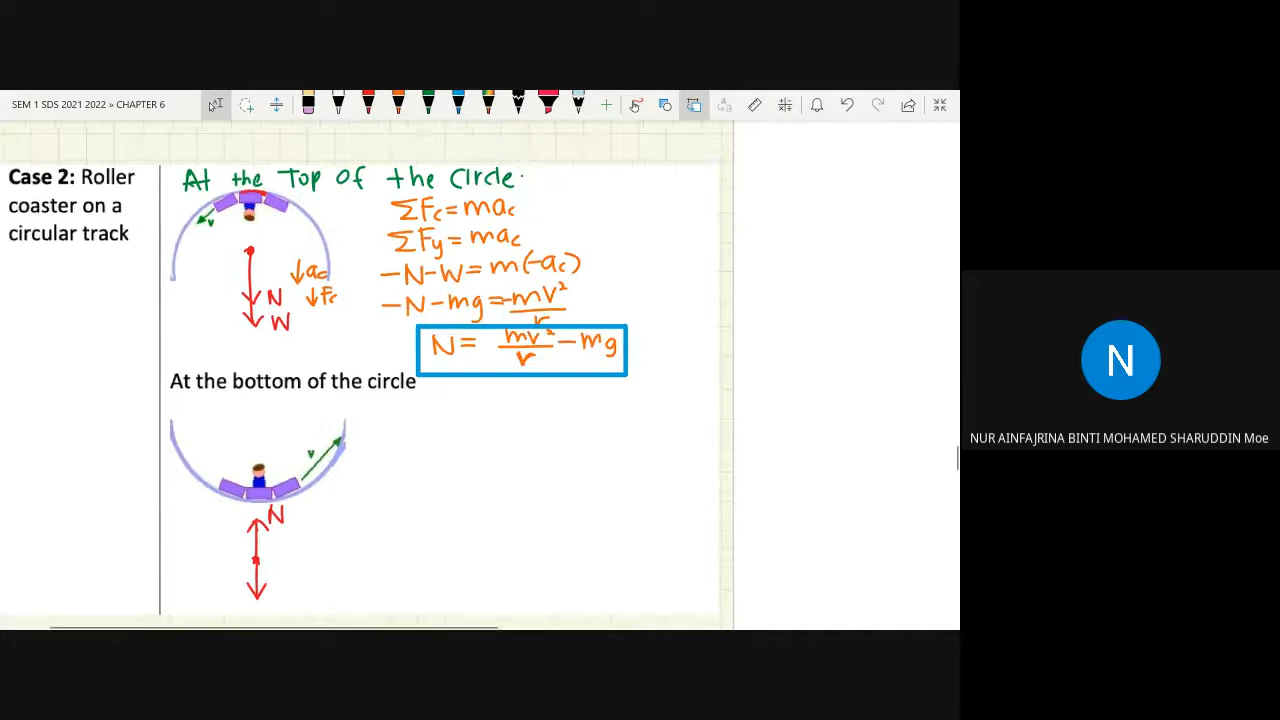 SEM 1 SDS 2021 2022 » CHAPTER 6
Case 2: Roller
coaster on a
circular track
At the Top of the Circle.
v
ac
Fc
N
W
ΣFc = mac
ΣFy = mac
-N-W = m(-ac)
-N-mg = -mv²/r
N = mv²/r - mg
At the bottom of the circle
v
N
N
NUR AINFAJRINA BINTI MOHAMED SHARUDDIN Moe